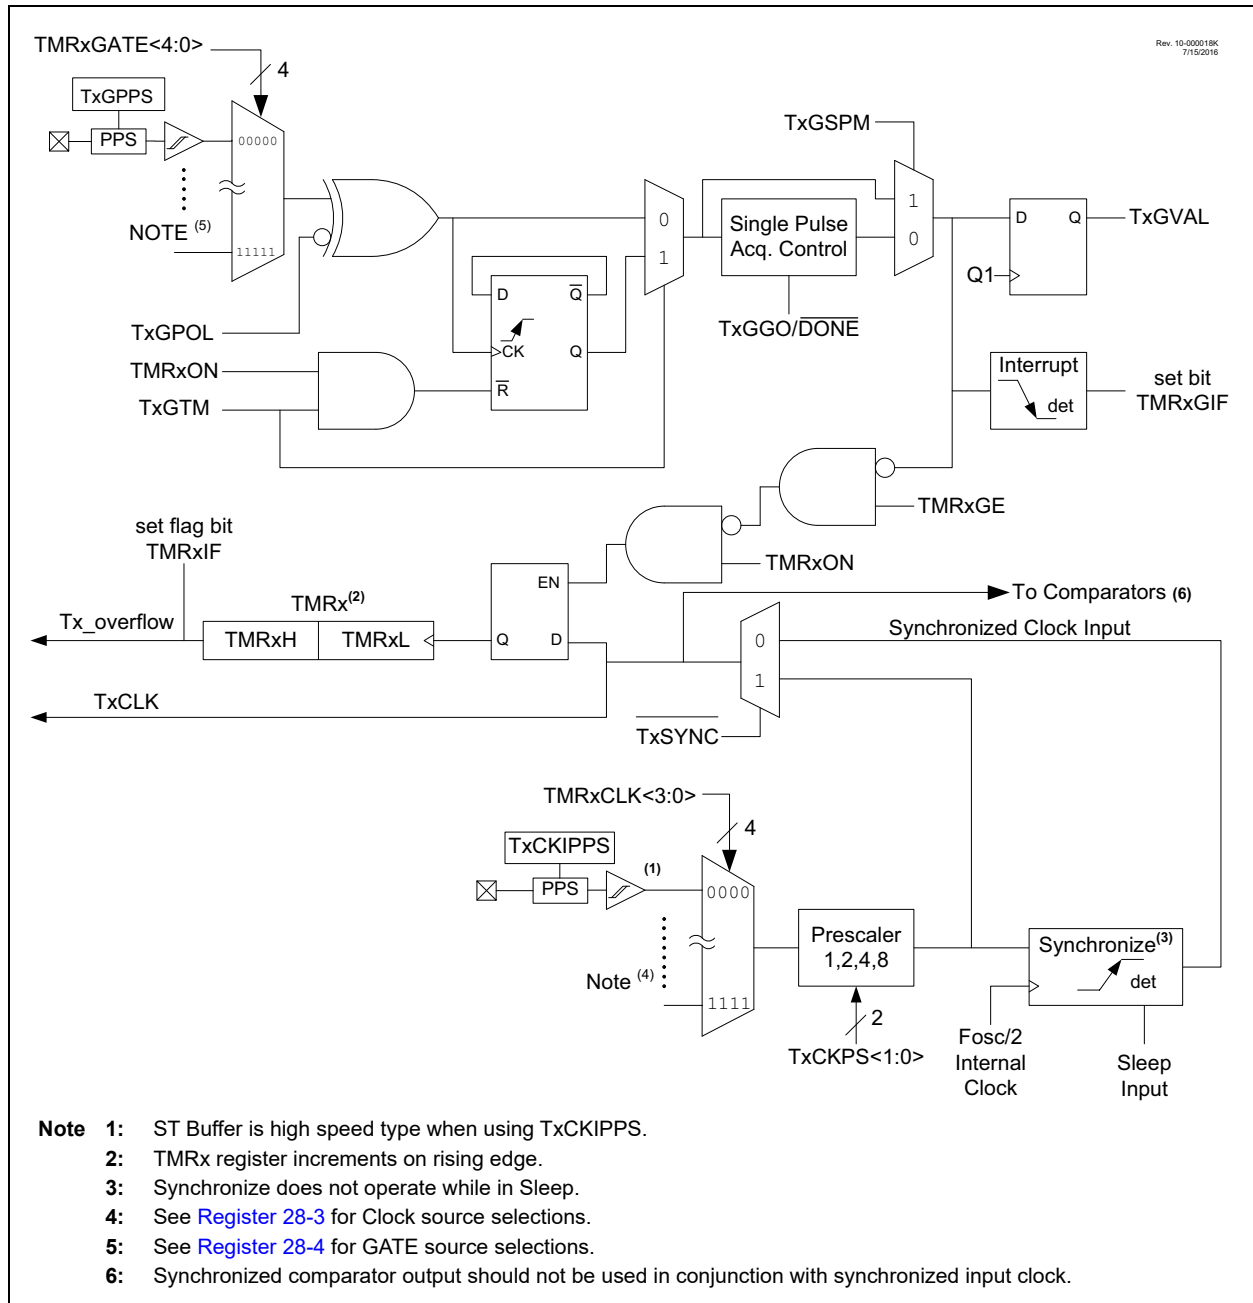 Rev. 10-000018K
7/15/2016
TMRxGATE<4:0>
4
TxGPPS
PPS
00000
NOTE (5)
11111
TxGPOL
TMRxON
TxGTM
D
Q
CK
Q
R
0
1
Single Pulse
Acq. Control
TxGGO/DONE
TxGSPM
1
0
D
Q
Q1
TxGVAL
Interrupt
det
set bit
TMRxGIF
TMRxGE
TMRxON
set flag bit
TMRxIF
Tx_overflow
TMRx(2)
TMRxH
TMRxL
EN
Q
D
TxCLK
To Comparators (6)
Synchronized Clock Input
0
1
TxSYNC
TMRxCLK<3:0>
4
TxCKIPPS
PPS
(1)
0000
Note (4)
1111
Prescaler
1,2,4,8
2
TxCKPS<1:0>
Synchronize(3)
det
Fosc/2
Internal
Clock
Sleep
Input
Note 1: ST Buffer is high speed type when using TxCKIPPS.
2: TMRx register increments on rising edge.
3: Synchronize does not operate while in Sleep.
4: See Register 28-3 for Clock source selections.
5: See Register 28-4 for GATE source selections.
6: Synchronized comparator output should not be used in conjunction with synchronized input clock.